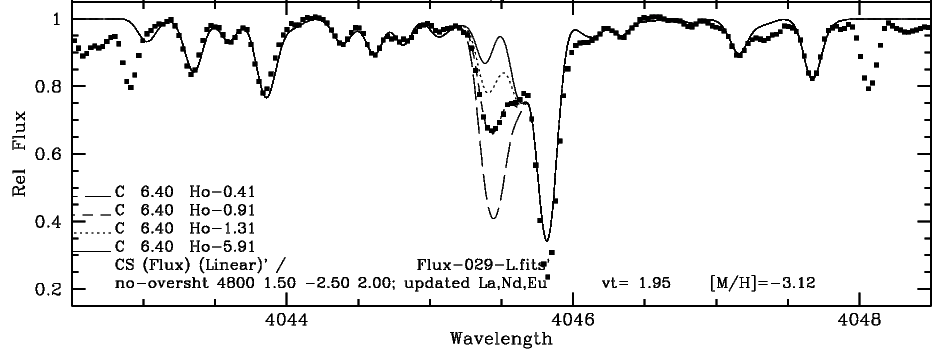 1
0.8
0.6
0.4
0.2
Rel Flux
C 6.40 Ho-0.41
C 6.40 Ho-0.91
C 6.40 Ho-1.31
C 6.40 Ho-5.91
CS (Flux) (Linear)' / Flux-029-L.fits'
no-oversht 4800 1.50 -2.50 2.00; updated La,Nd,Eu vt= 1.95 [M/H]=-3.12
4044 4046 4048
Wavelength